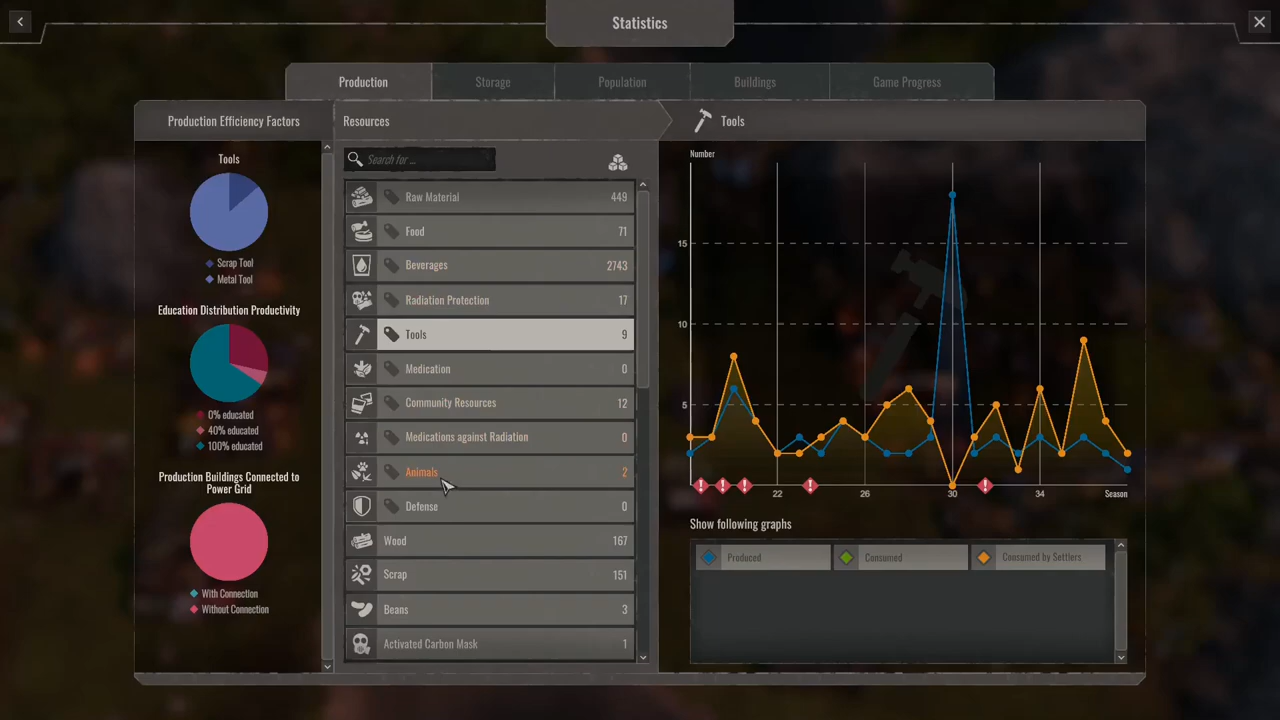 Statistics
Production
Storage
Population
Buildings
Game Progress
Production Efficiency Factors
Resources
Tools
Tools
Scrap Tool
Metal Tool
Education Distribution Productivity
0% educated
40% educated
100% educated
Production Buildings Connected to
Power Grid
With Connection
Without Connection
Search for ...
Raw Material 449
Food 71
Beverages 2743
Radiation Protection 17
Tools 9
Medication 0
Community Resources 12
Medications against Radiation 0
Animals 2
Defense 0
Wood 167
Scrap 151
Beans 3
Activated Carbon Mask 1
Number
15
10
5
22 26 30 34 Season
Show following graphs
Produced
Consumed
Consumed by Settlers